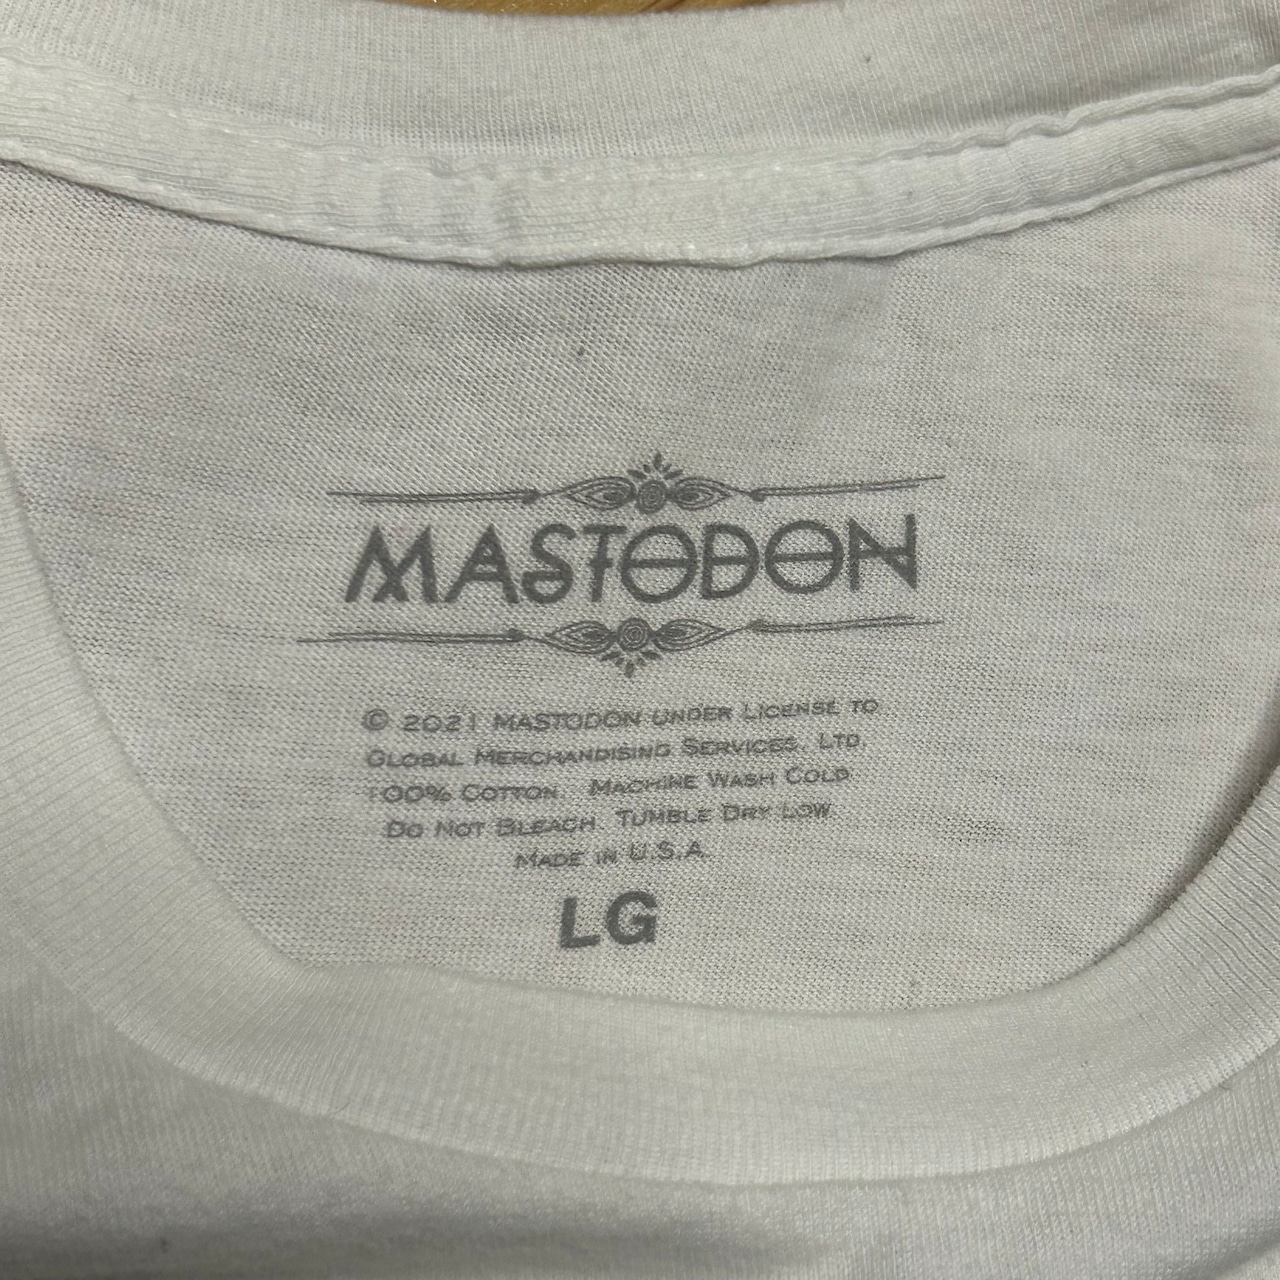 MASTODON
© 2021 MASTODON UNDER LICENSE TO
GLOBAL MERCHANDISING SERVICES, LTD.
100% COTTON MACHINE WASH COLD
DO NOT BLEACH. TUMBLE DRY LOW
MADE IN U.S.A.
LG